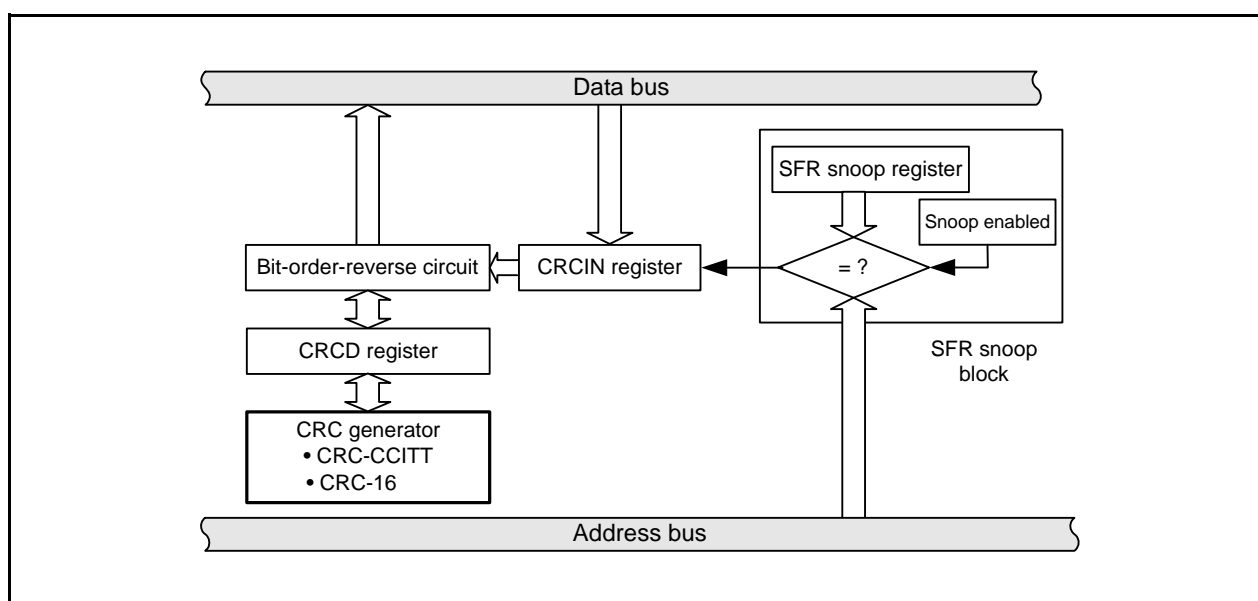 Data bus
SFR snoop register
Snoop enabled
Bit-order-reverse circuit
CRCIN register
= ?
CRCD register
SFR snoop
block
CRC generator
• CRC-CCITT
• CRC-16
Address bus